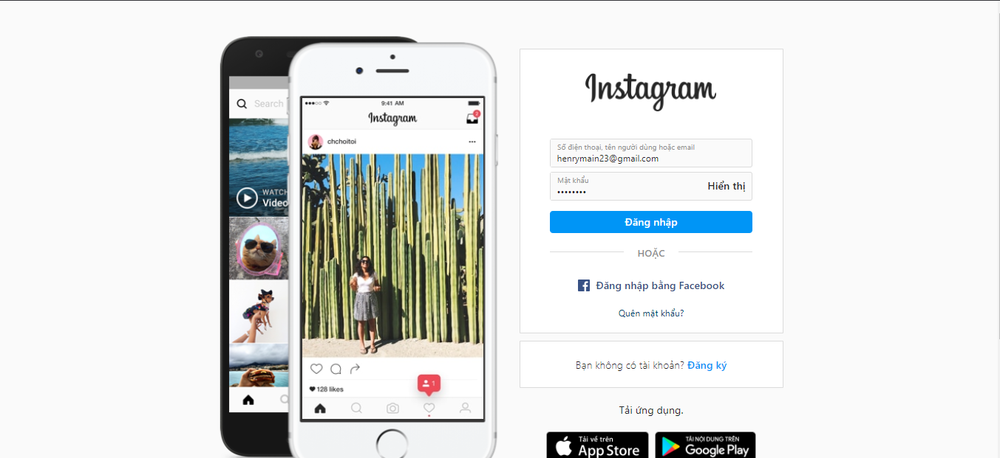 Search
WATCH
Video
9:41 AM
Instagram
2
chchoitoi
128 likes
1
Instagram
Số điện thoại, tên người dùng hoặc email
henrymain23@gmail.com
Mật khẩu
••••••••
Hiển thị
Đăng nhập
HOẶC
Đăng nhập bằng Facebook
Quên mật khẩu?
Bạn không có tài khoản? Đăng ký
Tải ứng dụng.
Tải về trên
App Store
TẢI NỘI DUNG TRÊN
Google Play